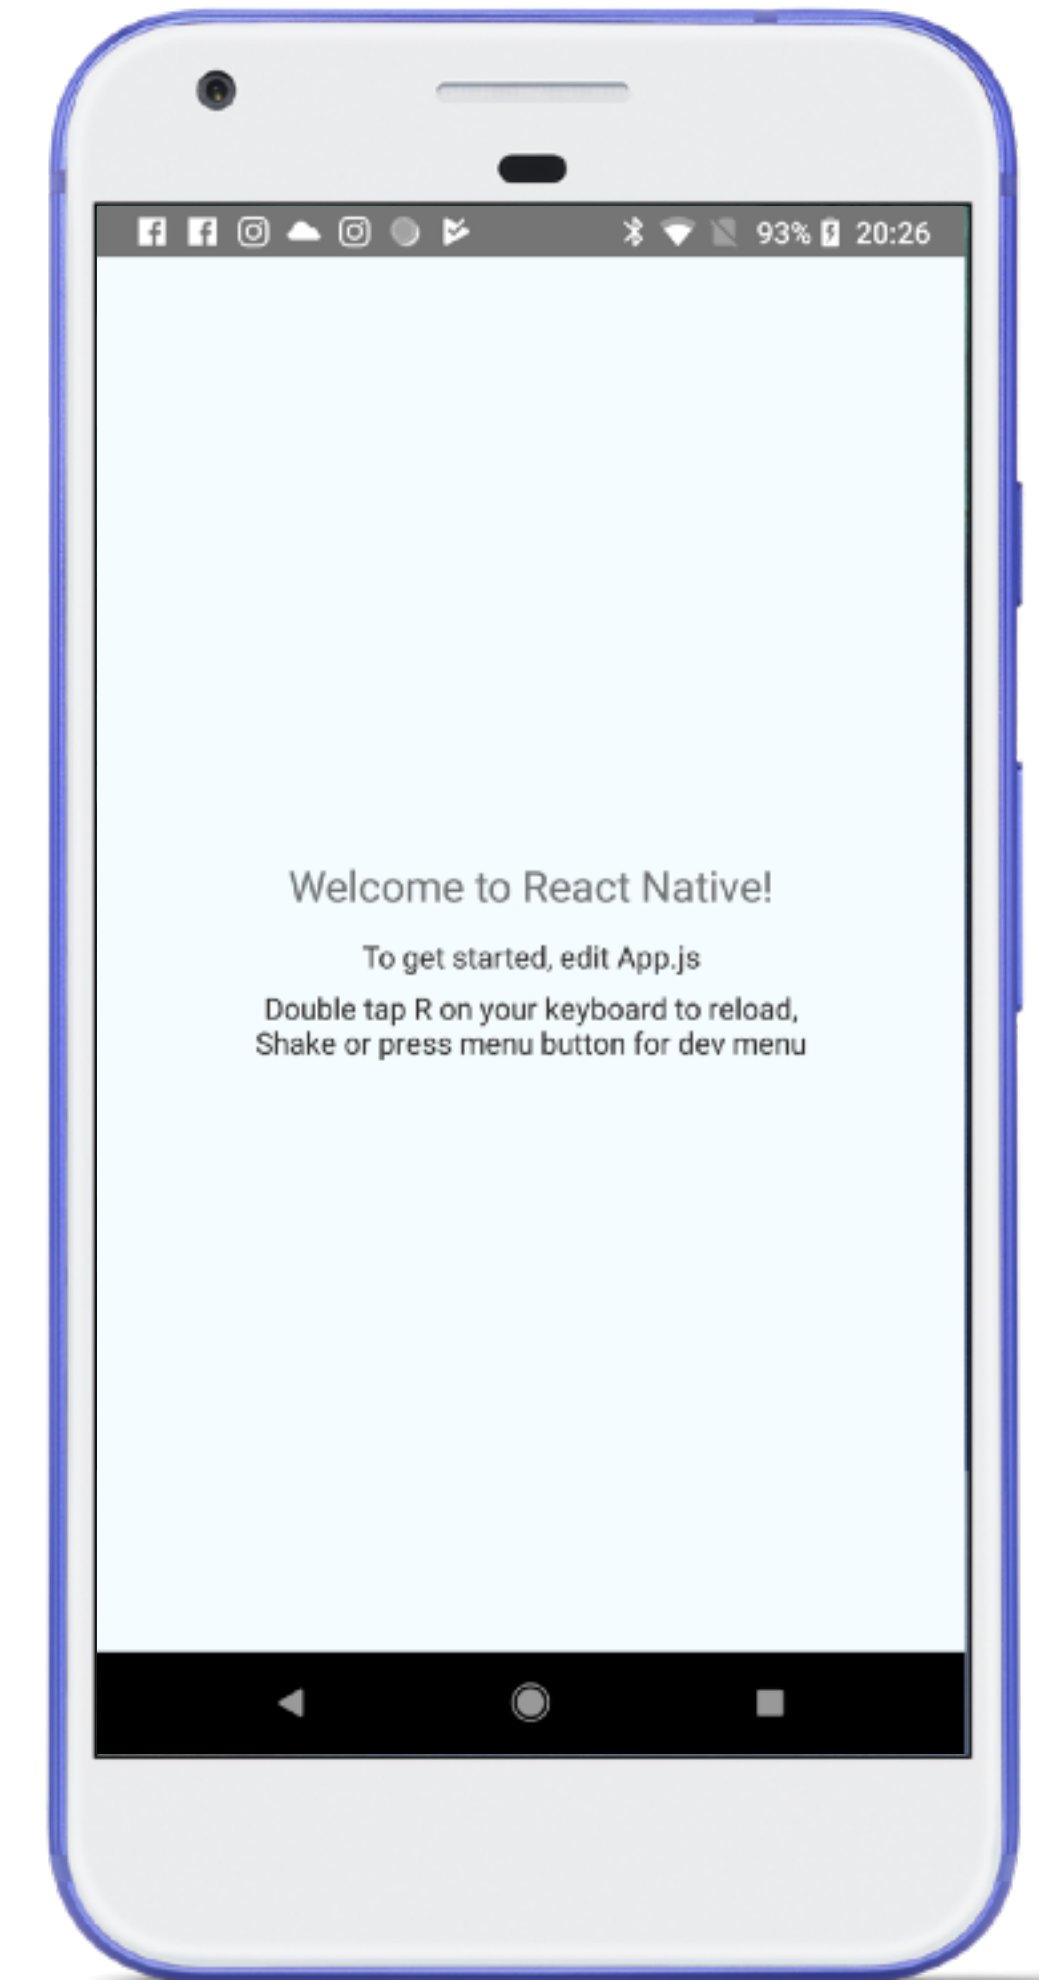 93% 20:26
Welcome to React Native!
To get started, edit App.js
Double tap R on your keyboard to reload,
Shake or press menu button for dev menu